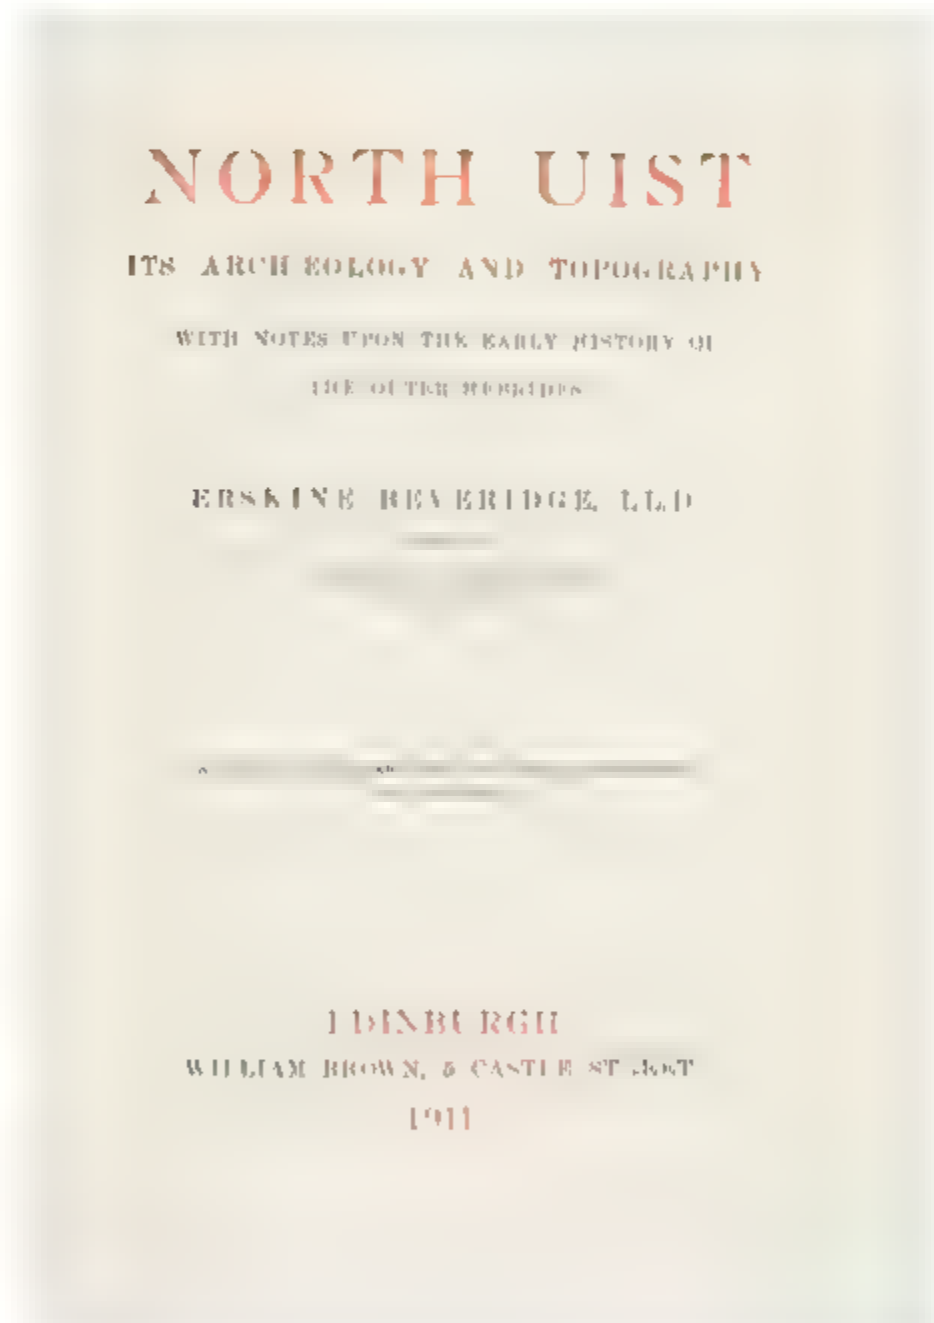 NORTH UIST
ITS ARCHÆOLOGY AND TOPOGRAPHY
WITH NOTES UPON THE EARLY HISTORY OF
THE OUTER HEBRIDES
ERSKINE BEVERIDGE, LL.D
EDINBURGH
WILLIAM BROWN, 5 CASTLE STREET
1911